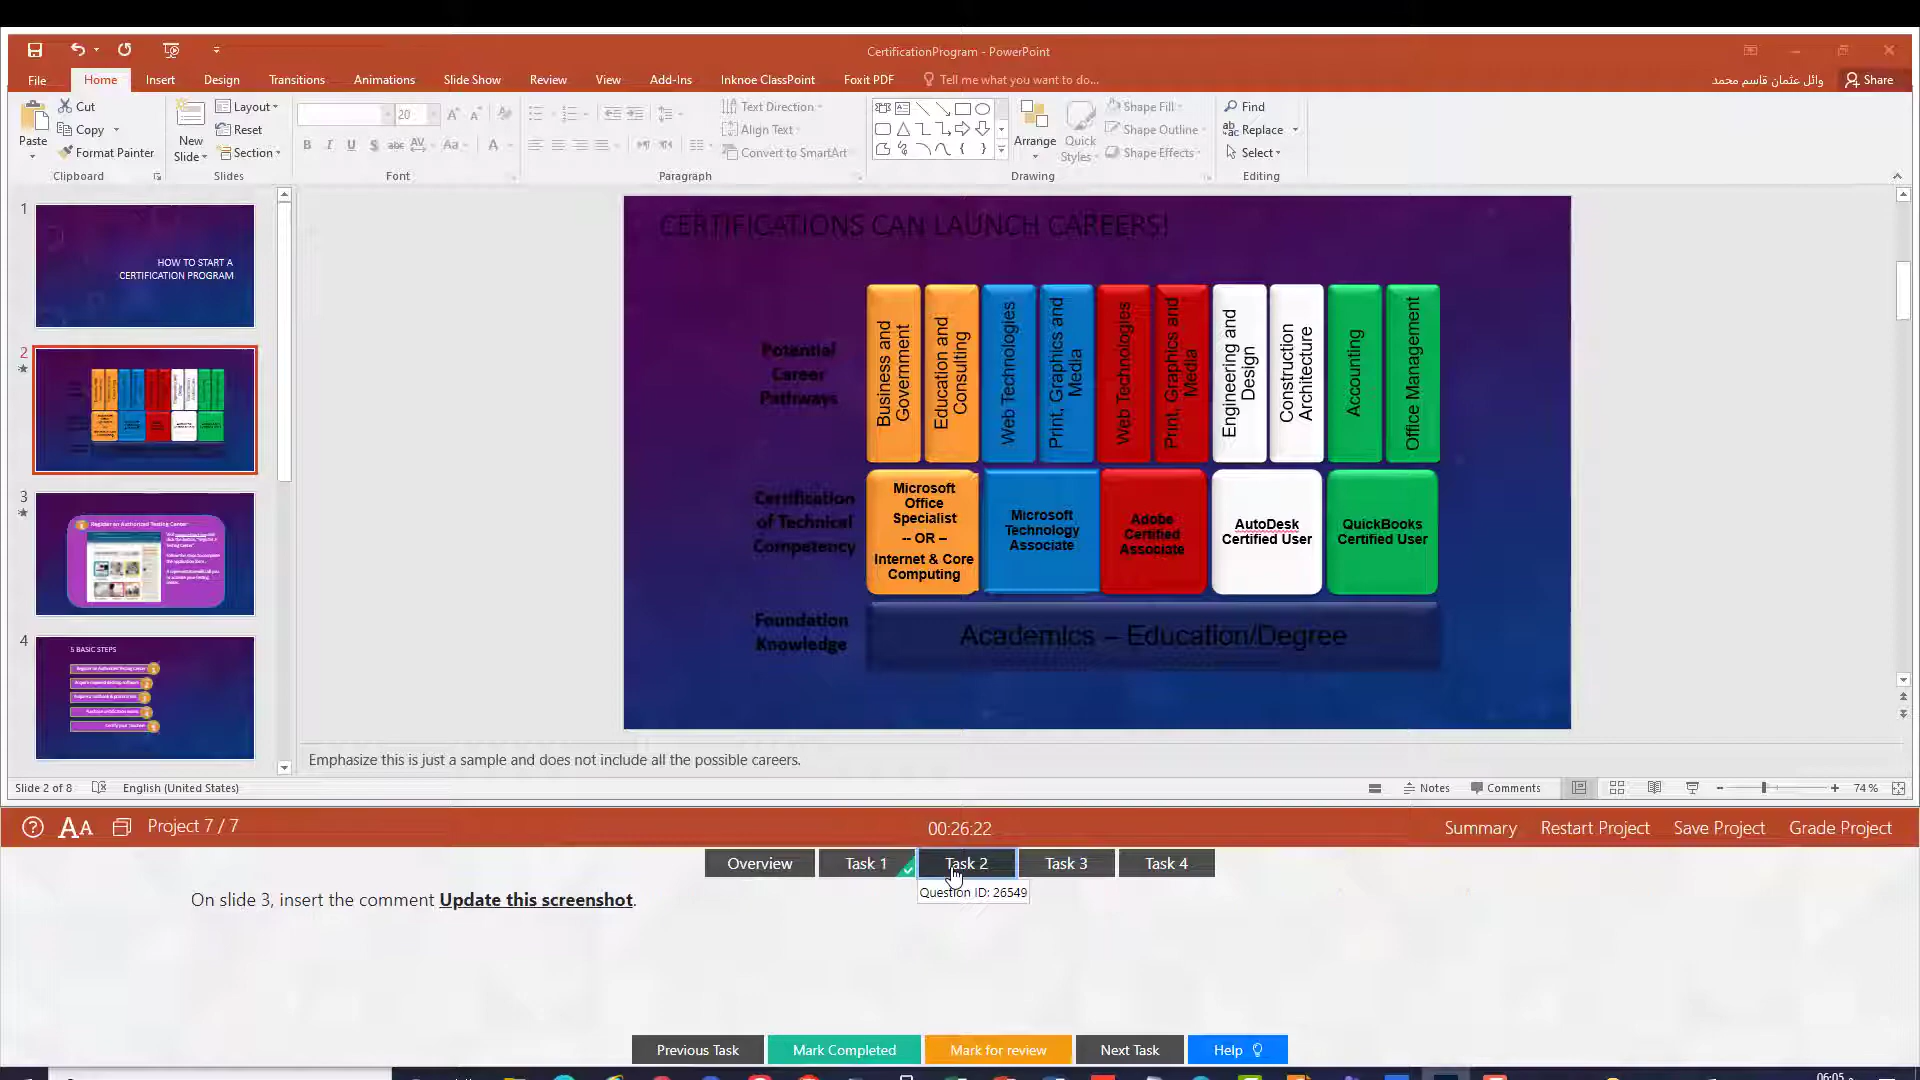 CertificationProgram - PowerPoint
File Home Insert Design Transitions Animations Slide Show Review View Add-Ins Inknoe ClassPoint Foxit PDF Tell me what you want to do...
وائل عثمان قاسم محمد
Share
Paste
Cut
Copy
Format Painter
Clipboard
New
Slide
Layout
Reset
Section
Slides
20
Font
Text Direction
Align Text
Convert to SmartArt
Paragraph
Arrange
Quick
Styles
Shape Fill
Shape Outline
Shape Effects
Drawing
Find
Replace
Select
Editing
1
HOW TO START A
CERTIFICATION PROGRAM
2
3
Register an Authorized Testing Center
4
5 BASIC STEPS
CERTIFICATIONS CAN LAUNCH CAREERS!
Potential
Career
Pathways
Business and
Government
Education and
Consulting
Web Technologies
Print, Graphics and
Media
Web Technologies
Print, Graphics and
Media
Engineering and
Design
Construction
Architecture
Accounting
Office Management
Certification
of Technical
Competency
Microsoft
Office
Specialist
-- OR --
Internet & Core
Computing
Microsoft
Technology
Associate
Adobe
Certified
Associate
AutoDesk
Certified User
QuickBooks
Certified User
Foundation
Knowledge
Academics – Education/Degree
Emphasize this is just a sample and does not include all the possible careers.
Slide 2 of 8 English (United States) Notes Comments 74 %
Project 7 / 7
00:26:22
Summary Restart Project Save Project Grade Project
Overview Task 1 Task 2 Task 3 Task 4
Question ID: 26549
On slide 3, insert the comment Update this screenshot.
Previous Task Mark Completed Mark for review Next Task Help